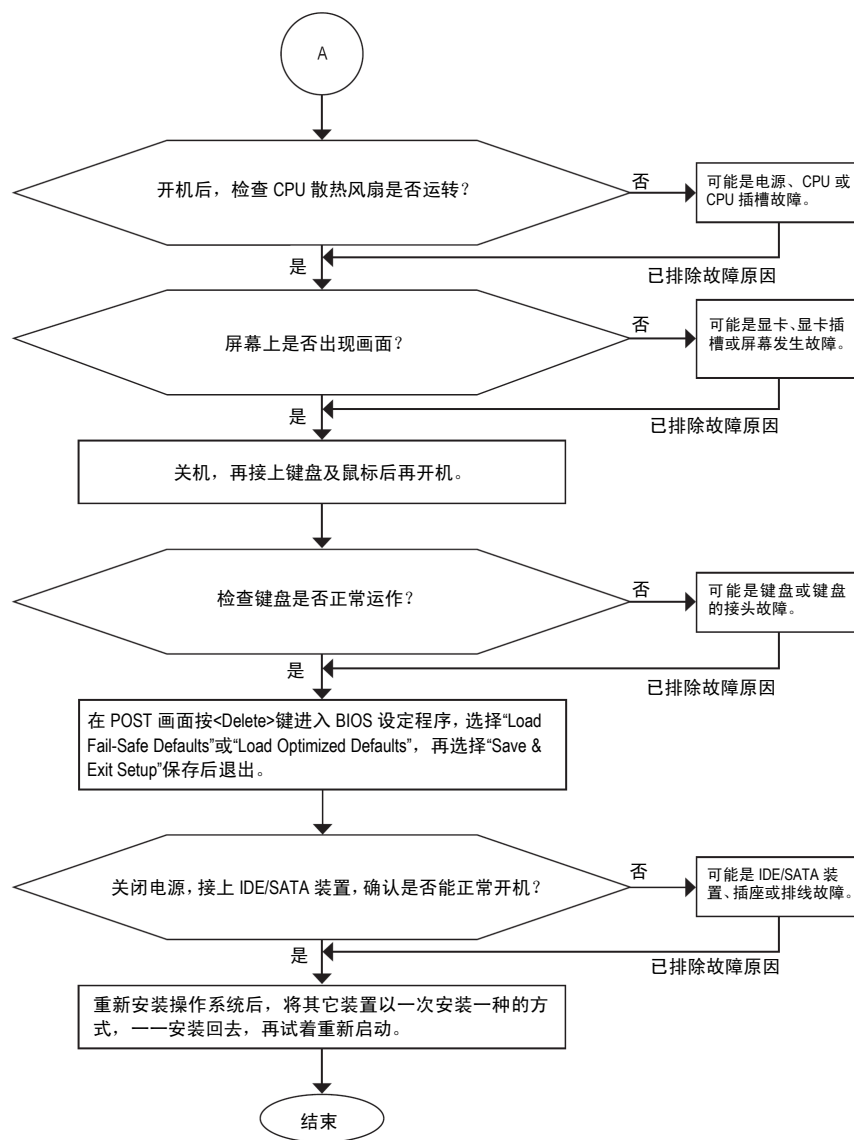 A
开机后，检查 CPU 散热风扇是否运转？
否
可能是电源、CPU 或
CPU 插槽故障。
是
已排除故障原因
屏幕上是否出现画面？
否
可能是显卡、显卡插
槽或屏幕发生故障。
是
已排除故障原因
关机，再接上键盘及鼠标后再开机。
检查键盘是否正常运作？
否
可能是键盘或键盘
的接头故障。
是
已排除故障原因
在 POST 画面按<Delete>键进入 BIOS 设定程序，选择“Load
Fail-Safe Defaults”或“Load Optimized Defaults”，再选择“Save &
Exit Setup”保存后退出。
关闭电源，接上 IDE/SATA 装置，确认是否能正常开机？
否
可能是 IDE/SATA 装
置、插座或排线故障。
是
已排除故障原因
重新安装操作系统后，将其它装置以一次安装一种的方
式，一一安装回去，再试着重新启动。
结束